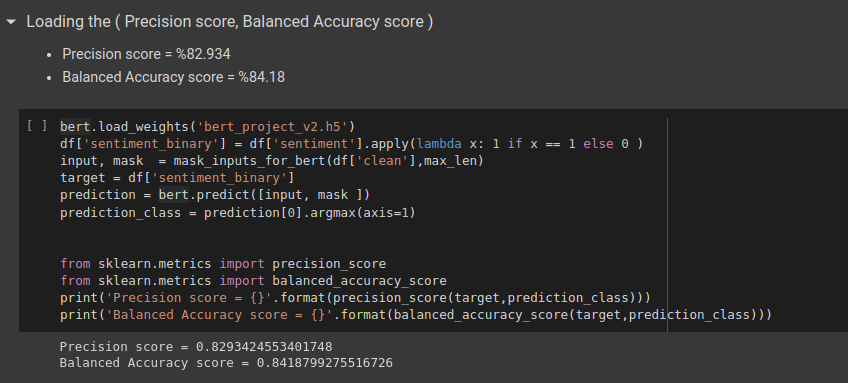 Loading the ( Precision score, Balanced Accuracy score )
• Precision score = %82.934
• Balanced Accuracy score = %84.18
[ ] bert.load_weights('bert_project_v2.h5')
df['sentiment_binary'] = df['sentiment'].apply(lambda x: 1 if x == 1 else 0 )
input, mask  = mask_inputs_for_bert(df['clean'],max_len)
target = df['sentiment_binary']
prediction = bert.predict([input, mask ])
prediction_class = prediction[0].argmax(axis=1)
from sklearn.metrics import precision_score
from sklearn.metrics import balanced_accuracy_score
print('Precision score = {}'.format(precision_score(target,prediction_class)))
print('Balanced Accuracy score = {}'.format(balanced_accuracy_score(target,prediction_class)))
Precision score = 0.8293424553401748
Balanced Accuracy score = 0.8418799275516726